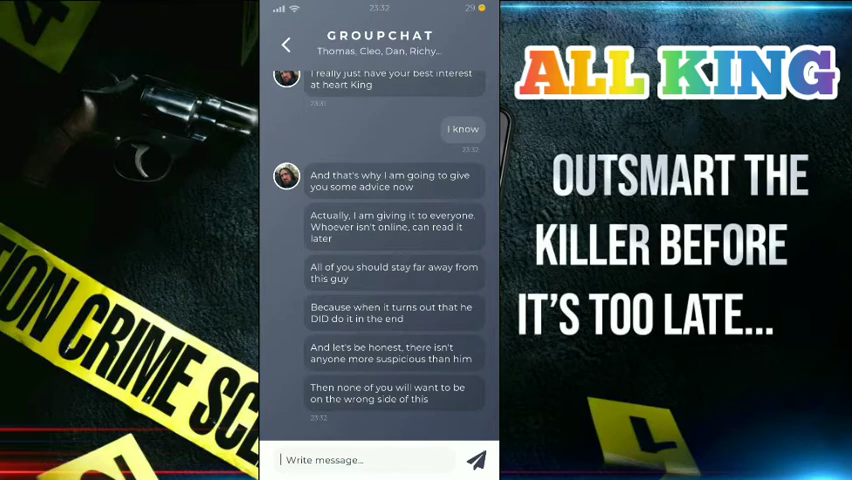 23.32
29
GROUPCHAT
Thomas, Cleo, Dan, Richy...
I really just have your best interest
at heart King
23:31
I know
23:32
And that's why I am going to give
you some advice now
Actually, I am giving it to everyone.
Whoever isn't online, can read it
later
All of you should stay far away from
this guy
Because when it turns out that he
DID do it in the end
And let's be honest, there isn't
anyone more suspicious than him
Then none of you will want to be
on the wrong side of this
23:32
Write message...
ALL KING
OUTSMART THE
KILLER BEFORE
IT'S TOO LATE...
ION CRIME SCE